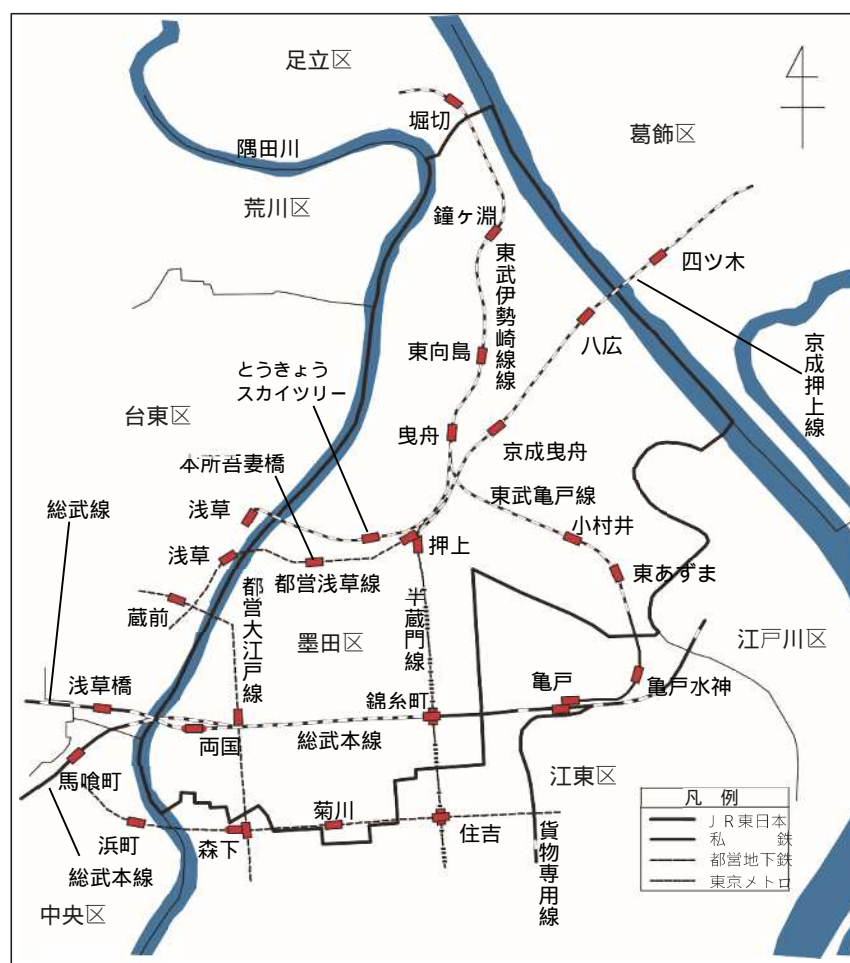 足立区
堀切
葛飾区
隅田川
荒川区
鐘ヶ淵
東武伊勢崎線線
四ツ木
八広
京成押上線
東向島
とうきょう
スカイツリー
台東区
曳舟
京成曳舟
本所吾妻橋
東武亀戸線
総武線
浅草
小村井
浅草
押上
東あずま
都営浅草線
蔵前
都営大江戸線
半蔵門線
墨田区
江戸川区
浅草橋
錦糸町
亀戸
亀戸水神
両国
総武本線
馬喰町
江東区
菊川
浜町
森下
住吉
貨物専用線
総武本線
中央区
凡 例
ＪＲ東日本
私 鉄
都営地下鉄
東京メトロ